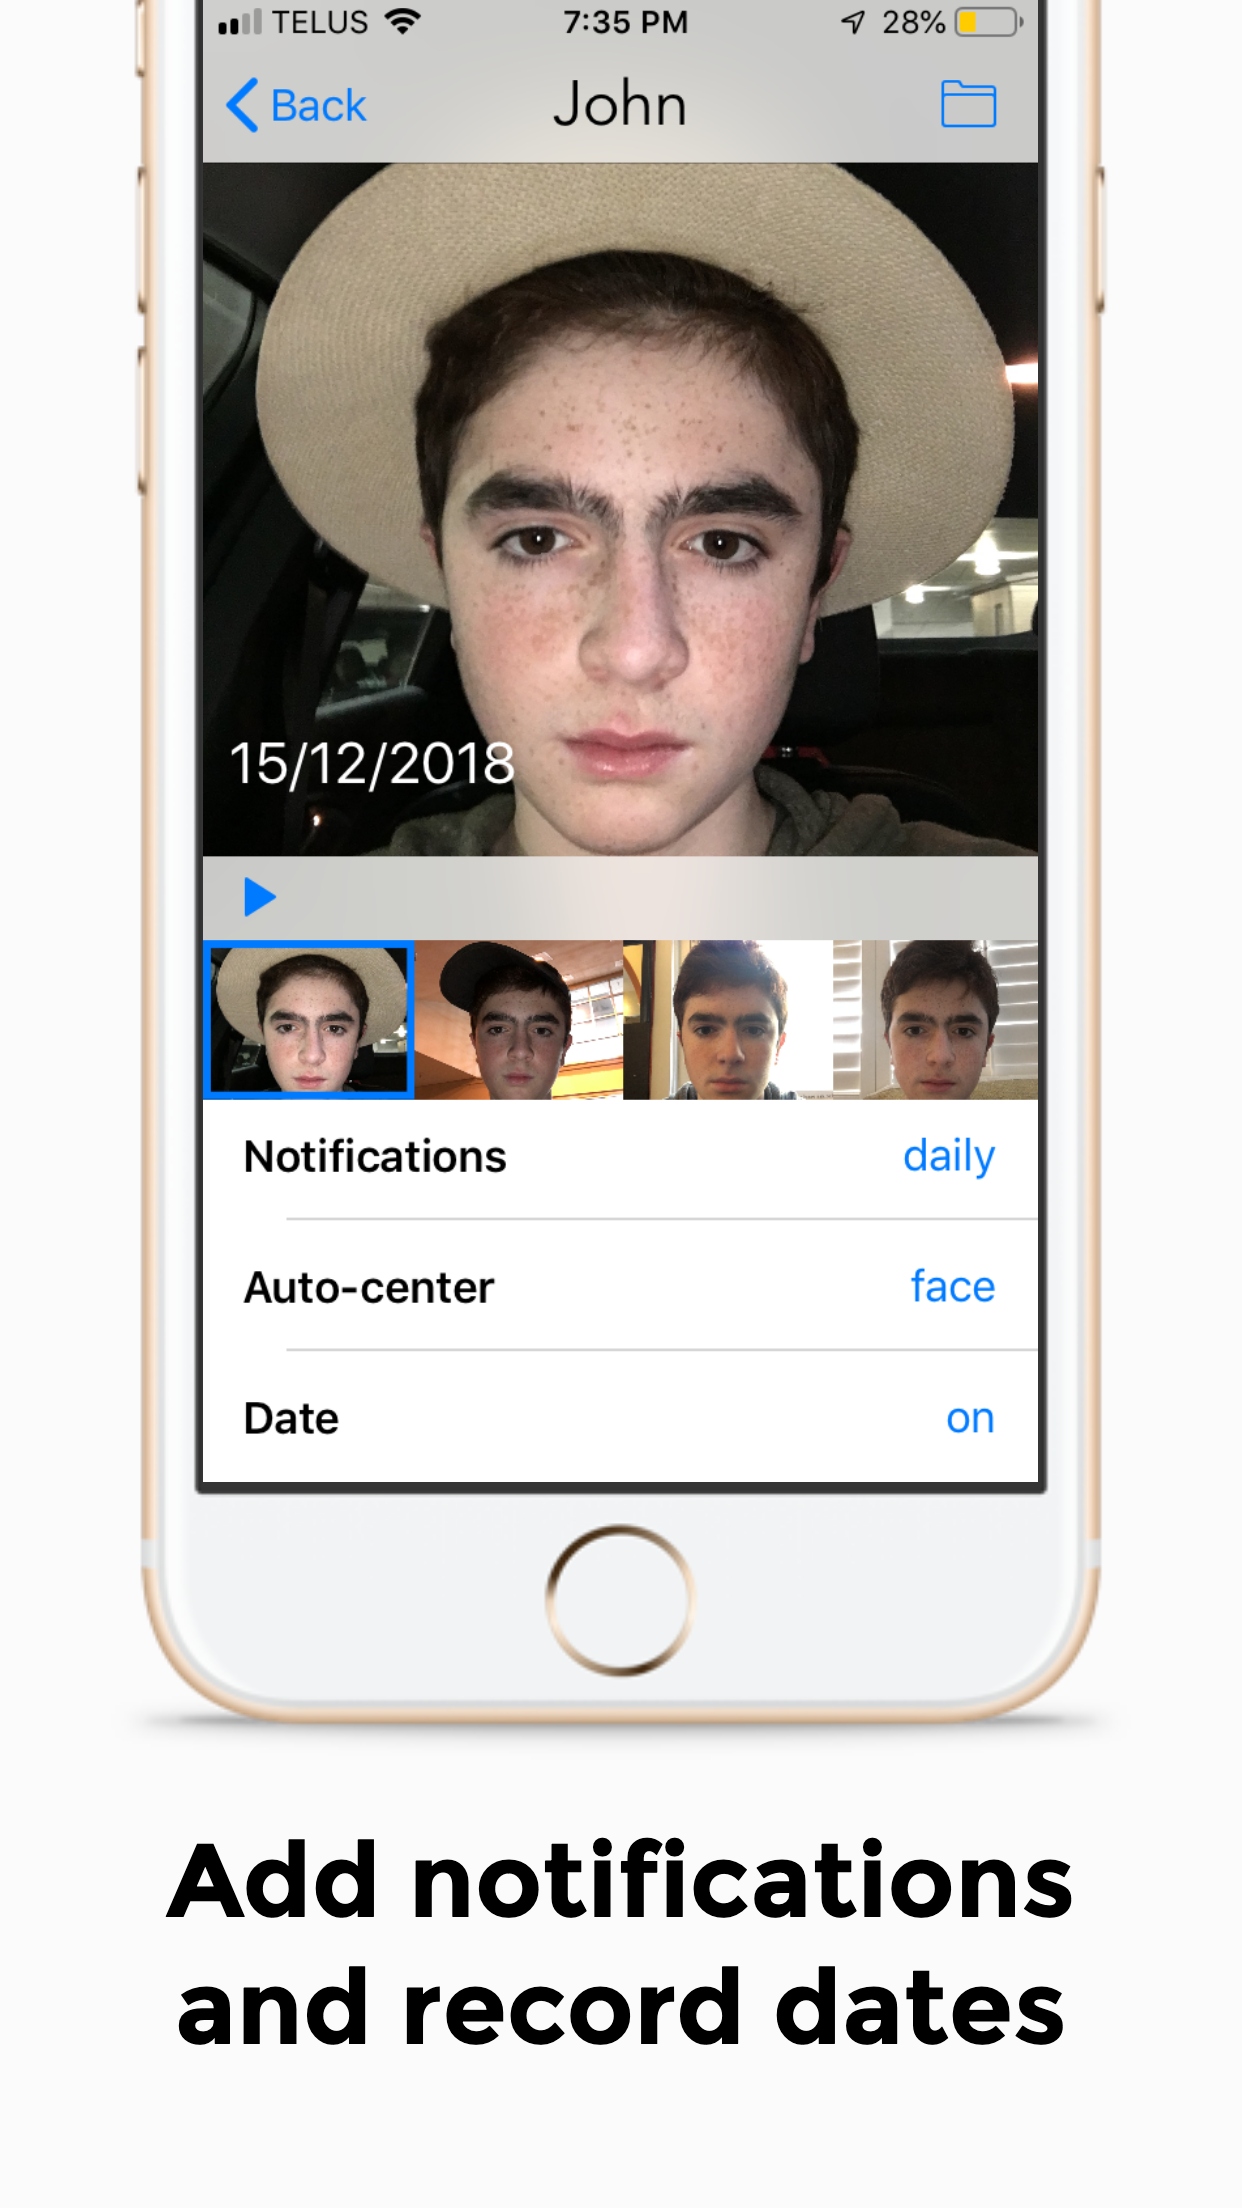 TELUS 7:35 PM 28%
Back John
15/12/2018
Notifications daily
Auto-center face
Date on
Add notifications
and record dates